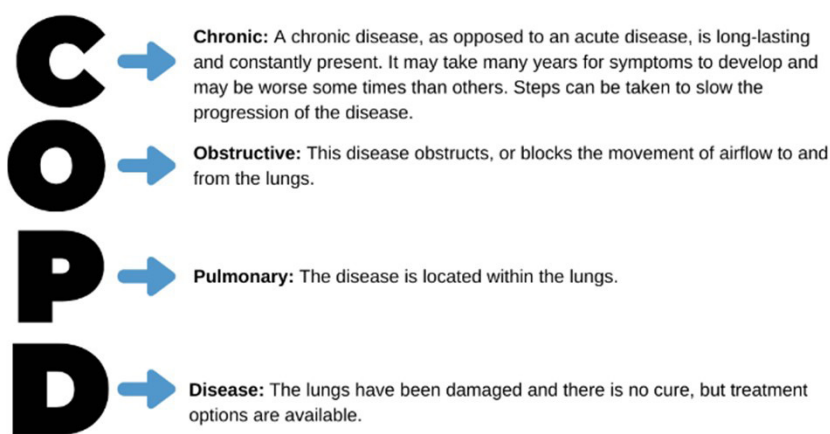 C
Chronic: A chronic disease, as opposed to an acute disease, is long-lasting
and constantly present. It may take many years for symptoms to develop and
may be worse some times than others. Steps can be taken to slow the
progression of the disease.
O
Obstructive: This disease obstructs, or blocks the movement of airflow to and
from the lungs.
P
Pulmonary: The disease is located within the lungs.
D
Disease: The lungs have been damaged and there is no cure, but treatment
options are available.